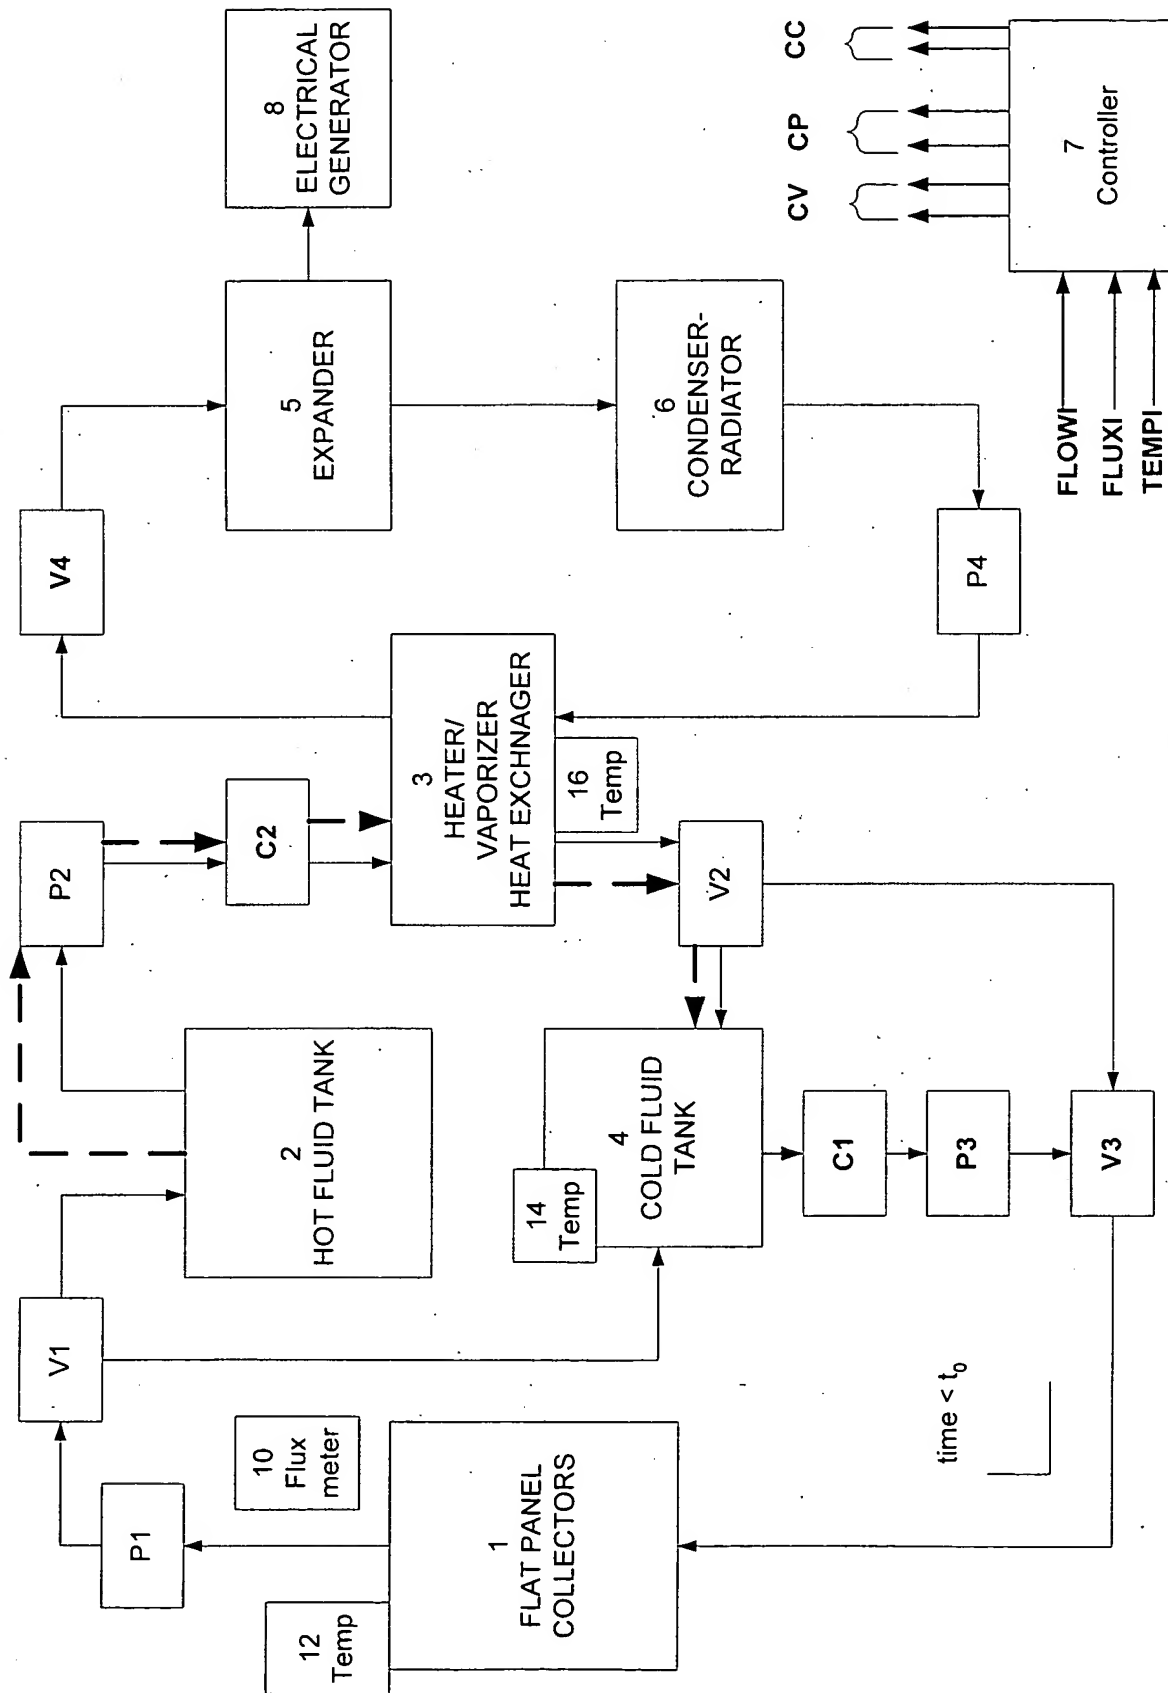 12
Temp
1
FLAT PANEL
COLLECTORS
10
Flux
meter
P1
V1
2
HOT FLUID TANK
14
Temp
4
COLD FLUID
TANK
C1
P3
V3
time < t₀
P2
C2
3
HEATER/
VAPORIZER
HEAT EXCHNAGER
16
Temp
V2
V4
5
EXPANDER
8
ELECTRICAL
GENERATOR
6
CONDENSER-
RADIATOR
P4
FLOWI
FLUXI
TEMPI
7
Controller
CV
CP
CC